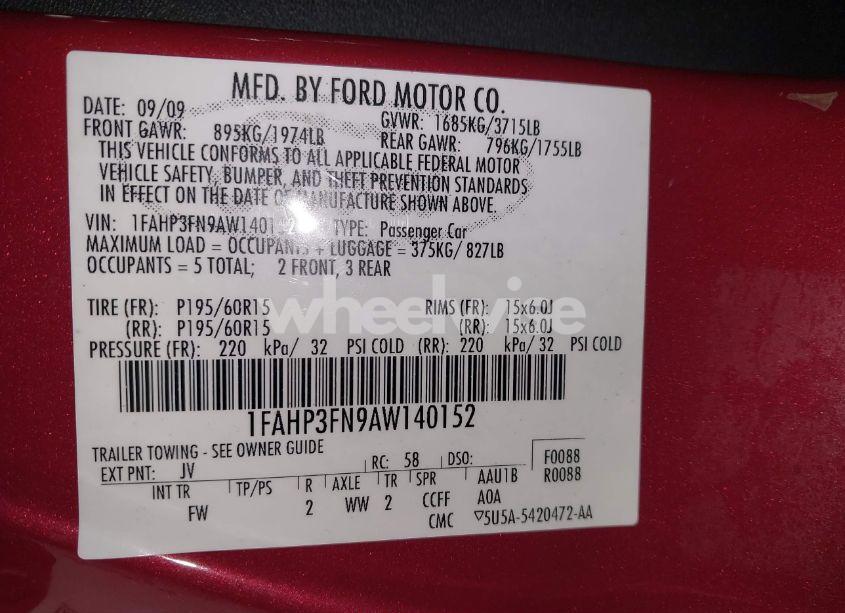 MFD. BY FORD MOTOR CO.
DATE: 09/09 GVWR: 1685KG/3715LB
FRONT GAWR: 895KG/1974LB REAR GAWR: 796KG/1755LB
THIS VEHICLE CONFORMS TO ALL APPLICABLE FEDERAL MOTOR
VEHICLE SAFETY, BUMPER, AND THEFT PREVENTION STANDARDS
IN EFFECT ON THE DATE OF MANUFACTURE SHOWN ABOVE.
VIN: 1FAHP3FN9AW140152 TYPE: Passenger Car
MAXIMUM LOAD = OCCUPANTS + LUGGAGE = 375KG/ 827LB
OCCUPANTS = 5 TOTAL; 2 FRONT, 3 REAR
wheelwise
TIRE (FR): P195/60R15 RIMS (FR): 15x6.0J
(RR): P195/60R15 (RR): 15x6.0J
PRESSURE (FR): 220 kPa/ 32 PSI COLD (RR): 220 kPa/ 32 PSI COLD
1FAHP3FN9AW140152
TRAILER TOWING - SEE OWNER GUIDE
EXT PNT: JV RC: 58 DSO: F0088
R0088
INT TR TP/PS R AXLE TR SPR AAU1B
FW 2 WW 2 CCFF AOA
CMC ▽5U5A-5420472-AA